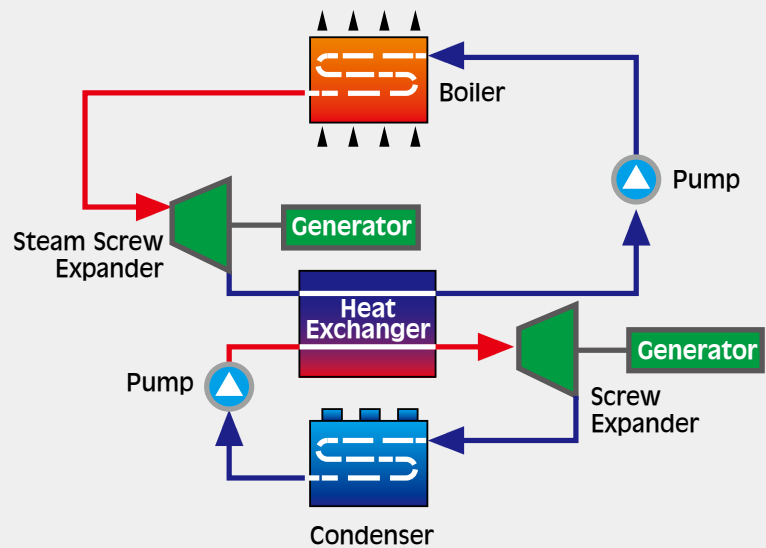 Boiler
Pump
Steam Screw
Expander
Generator
Heat
Exchanger
Generator
Pump
Screw
Expander
Condenser